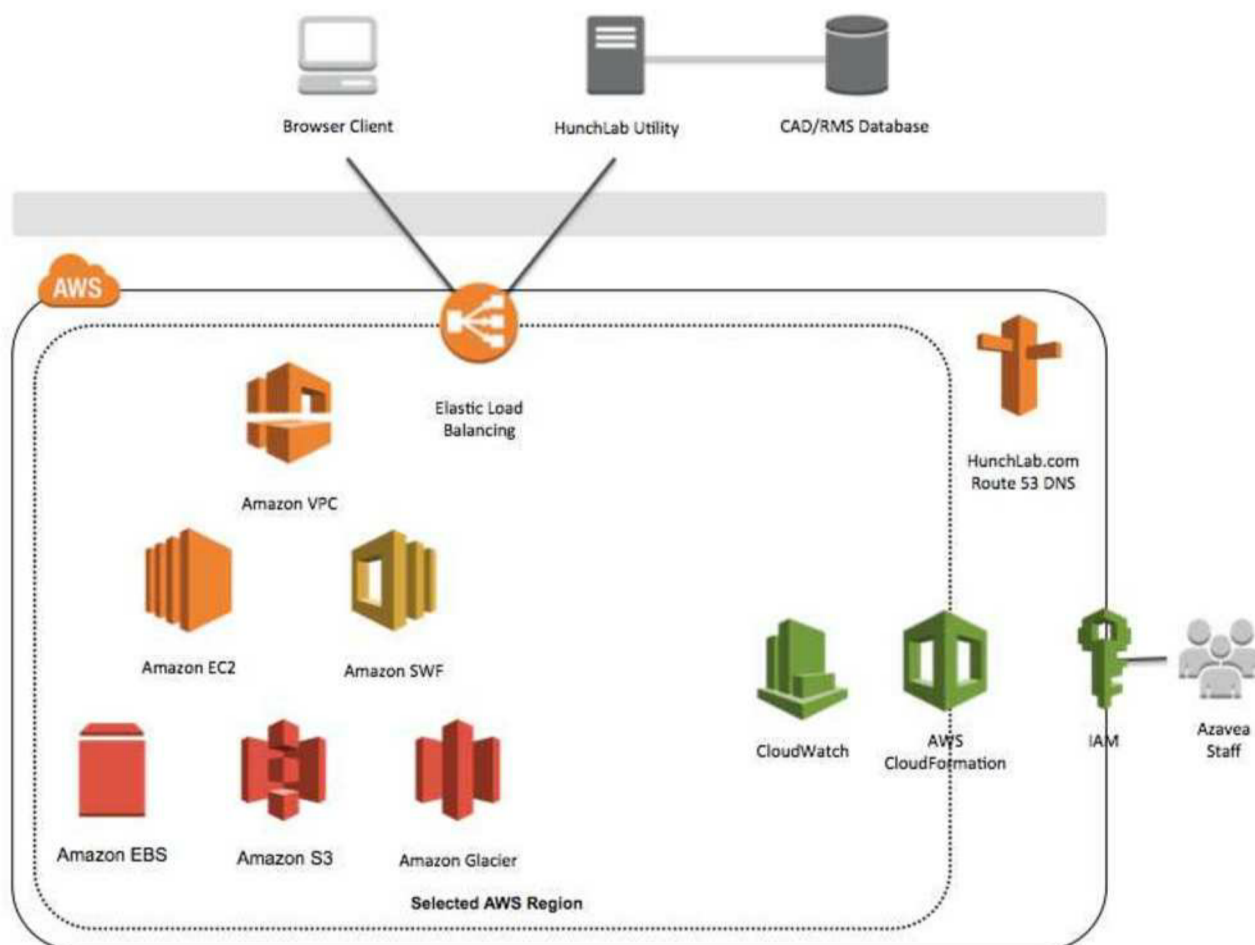 Browser Client
HunchLab Utility
CAD/RMS Database
AWS
Elastic Load
Balancing
HunchLab.com
Route 53 DNS
Amazon VPC
Amazon EC2
Amazon SWF
CloudWatch
AWS
CloudFormation
IAM
Azavea
Staff
Amazon EBS
Amazon S3
Amazon Glacier
Selected AWS Region